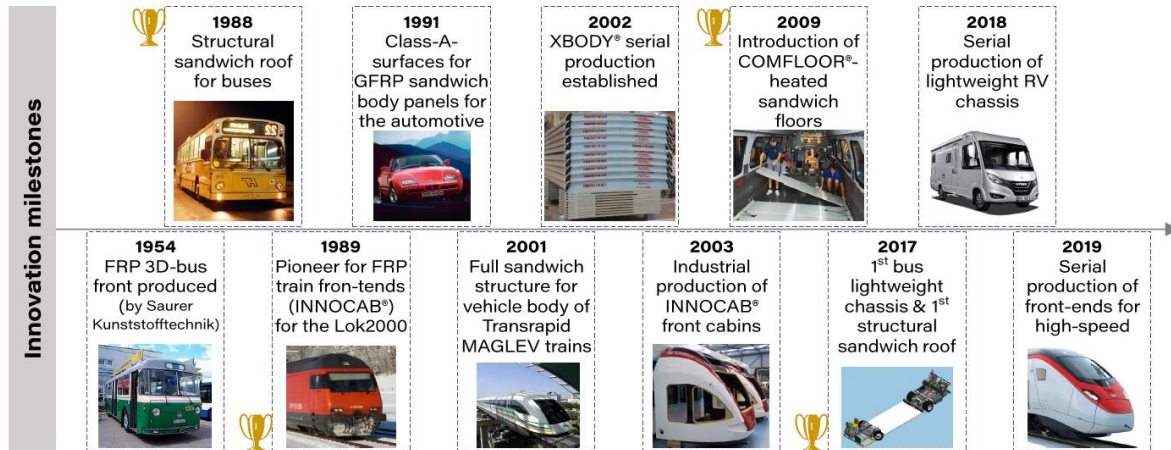 Innovation milestones
1988
Structural
sandwich roof
for buses
1991
Class-A-
surfaces for
GFRP sandwich
body panels for
the automotive
2002
XBODY® serial
production
established
2009
Introduction of
COMFLOOR®-
heated
sandwich
floors
2018
Serial
production of
lightweight RV
chassis
1954
FRP 3D-bus
front produced
(by Saurer
Kunststofftechnik)
1989
Pioneer for FRP
train fron-tends
(INNOCAB®)
for the Lok2000
2001
Full sandwich
structure for
vehicle body of
Transrapid
MAGLEV trains
2003
Industrial
production of
INNOCAB®
front cabins
2017
1st bus
lightweight
chassis & 1st
structural
sandwich roof
2019
Serial
production of
front-ends for
high-speed